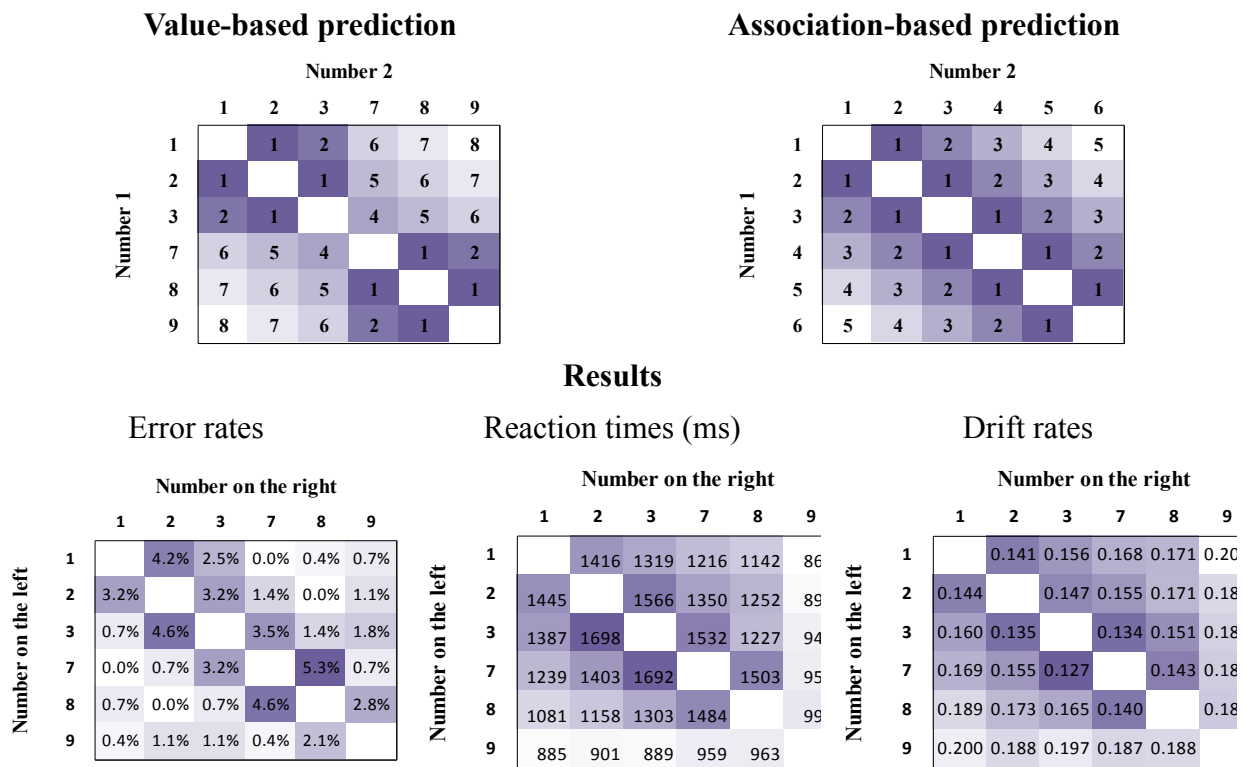 Value-based prediction
Association-based prediction
Number 2
1 2 3 7 8 9
Number 1
1 1 2 6 7 8
2 1 1 5 6 7
3 2 1 4 5 6
7 6 5 4 1 2
8 7 6 5 1 1
9 8 7 6 2 1
Number 2
1 2 3 4 5 6
Number 1
1 1 2 3 4 5
2 1 1 2 3 4
3 2 1 1 2 3
4 3 2 1 1 2
5 4 3 2 1 1
6 5 4 3 2 1
Results
Error rates
Number on the right
1 2 3 7 8 9
Number on the left
1 4.2% 2.5% 0.0% 0.4% 0.7%
2 3.2% 3.2% 1.4% 0.0% 1.1%
3 0.7% 4.6% 3.5% 1.4% 1.8%
7 0.0% 0.7% 3.2% 5.3% 0.7%
8 0.7% 0.0% 0.7% 4.6% 2.8%
9 0.4% 1.1% 1.1% 0.4% 2.1%
Reaction times (ms)
Number on the right
1 2 3 7 8 9
Number on the left
1 1416 1319 1216 1142 86
2 1445 1566 1350 1252 89
3 1387 1698 1532 1227 94
7 1239 1403 1692 1503 95
8 1081 1158 1303 1484 99
9 885 901 889 959 963
Drift rates
Number on the right
1 2 3 7 8 9
Number on the left
1 0.141 0.156 0.168 0.171 0.20
2 0.144 0.147 0.155 0.171 0.18
3 0.160 0.135 0.134 0.151 0.18
7 0.169 0.155 0.127 0.143 0.18
8 0.189 0.173 0.165 0.140 0.18
9 0.200 0.188 0.197 0.187 0.188